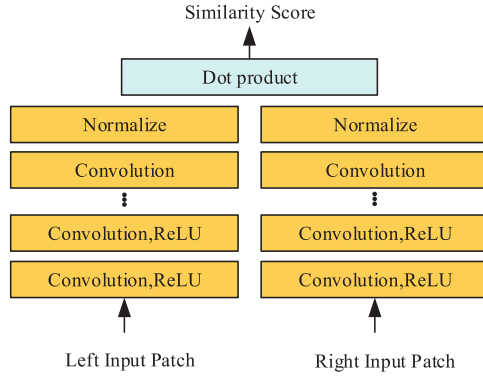 Similarity Score
Dot product
Normalize Normalize
Convolution Convolution
Convolution,ReLU Convolution,ReLU
Convolution,ReLU Convolution,ReLU
Left Input Patch Right Input Patch